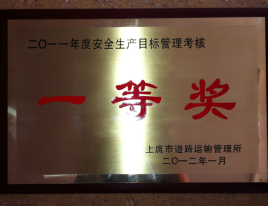 二〇一一年度安全生产目标管理考核
一等奖
上虞市道路运输管理所
二〇一二年一月